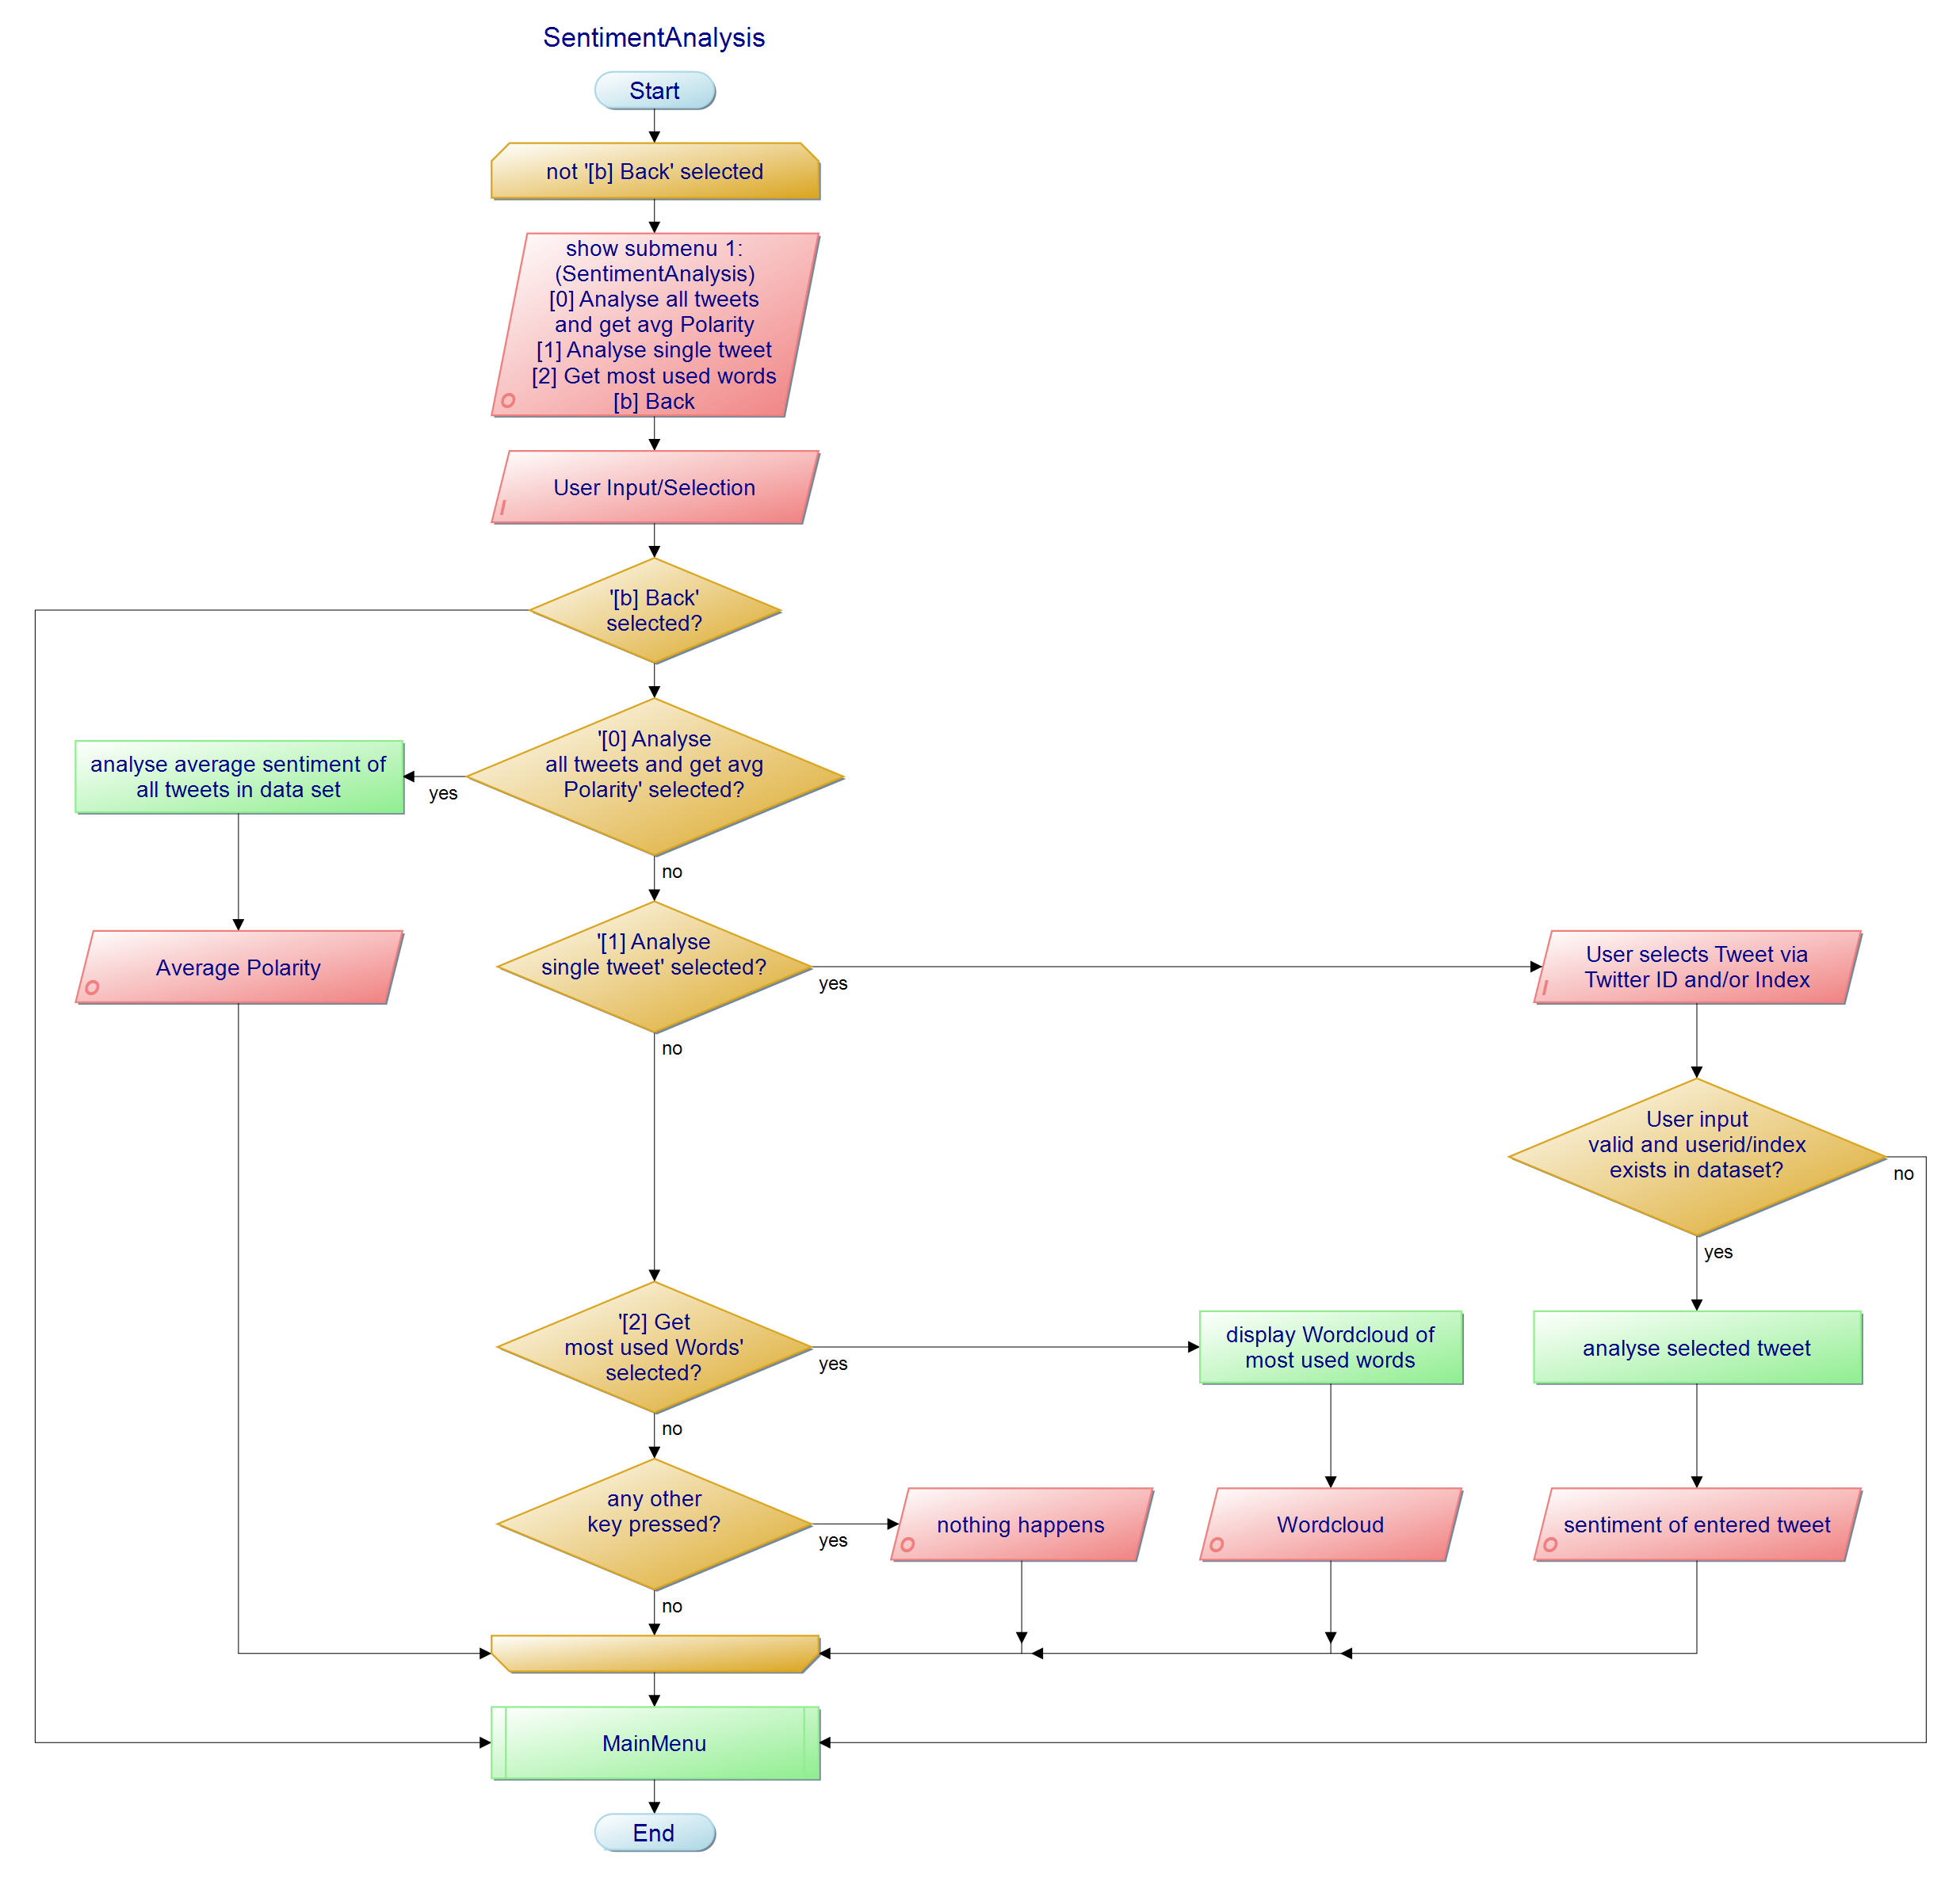 SentimentAnalysis
Start
not '[b] Back' selected
show submenu 1:
(SentimentAnalysis)
[0] Analyse all tweets
and get avg Polarity
[1] Analyse single tweet
[2] Get most used words
[b] Back
O
User Input/Selection
I
'[b] Back'
selected?
'[0] Analyse
all tweets and get avg
Polarity' selected?
yes
no
analyse average sentiment of
all tweets in data set
Average Polarity
O
'[1] Analyse
single tweet' selected?
yes
no
User selects Tweet via
Twitter ID and/or Index
I
User input
valid and userid/index
exists in dataset?
no
yes
'[2] Get
most used Words'
selected?
yes
no
display Wordcloud of
most used words
analyse selected tweet
any other
key pressed?
yes
no
nothing happens
O
Wordcloud
O
sentiment of entered tweet
O
MainMenu
End